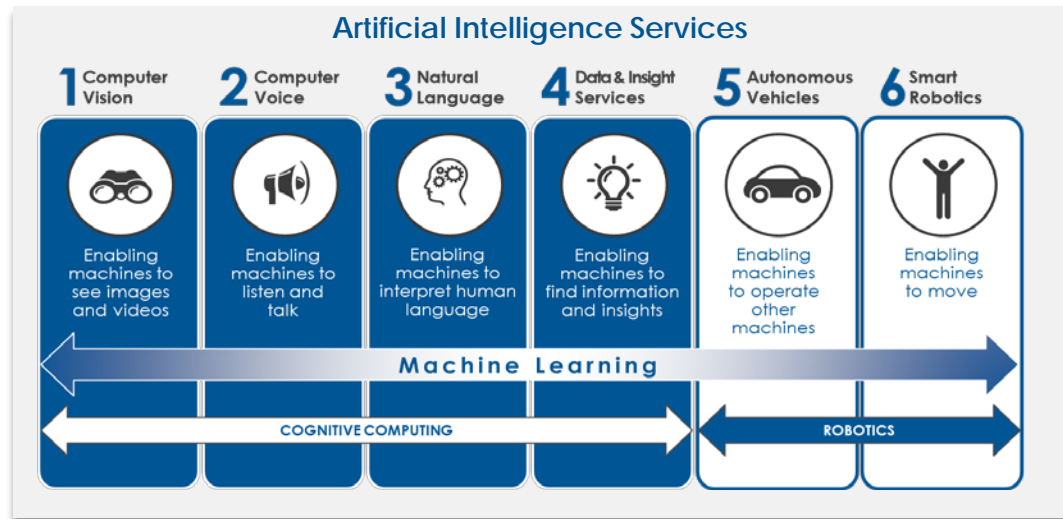 Artificial Intelligence Services
1 Computer
Vision
2 Computer
Voice
3 Natural
Language
4 Data & Insight
Services
5 Autonomous
Vehicles
6 Smart
Robotics
Enabling
machines to
see images
and videos
Enabling
machines to
listen and
talk
Enabling
machines to
interpret human
language
Enabling
machines to
find information
and insights
Enabling
machines
to operate
other
machines
Enabling
machines
to move
Machine Learning
COGNITIVE COMPUTING
ROBOTICS